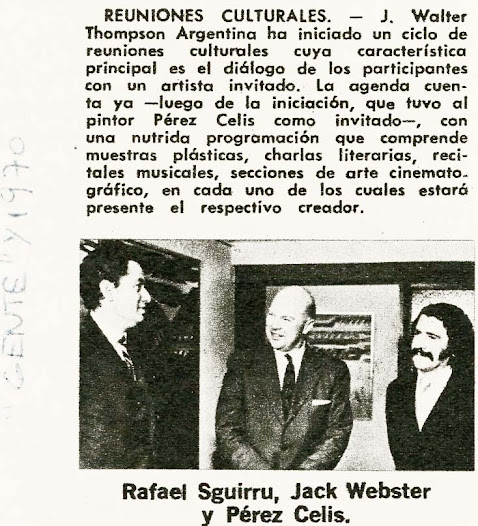 REUNIONES CULTURALES. — J. Walter
Thompson Argentina ha iniciado un ciclo de
reuniones culturales cuya característica
principal es el diálogo de los participantes
con un artista invitado. La agenda cuen-
ta ya —luego de la iniciación, que tuvo al
pintor Pérez Celis como invitado—, con
una nutrida programación que comprende
muestras plásticas, charlas literarias, reci-
tales musicales, secciones de arte cinemato-
gráfico, en cada uno de los cuales estará
presente el respectivo creador.
"GENTE" Y 1970
Rafael Sguirru, Jack Webster
y Pérez Celis.